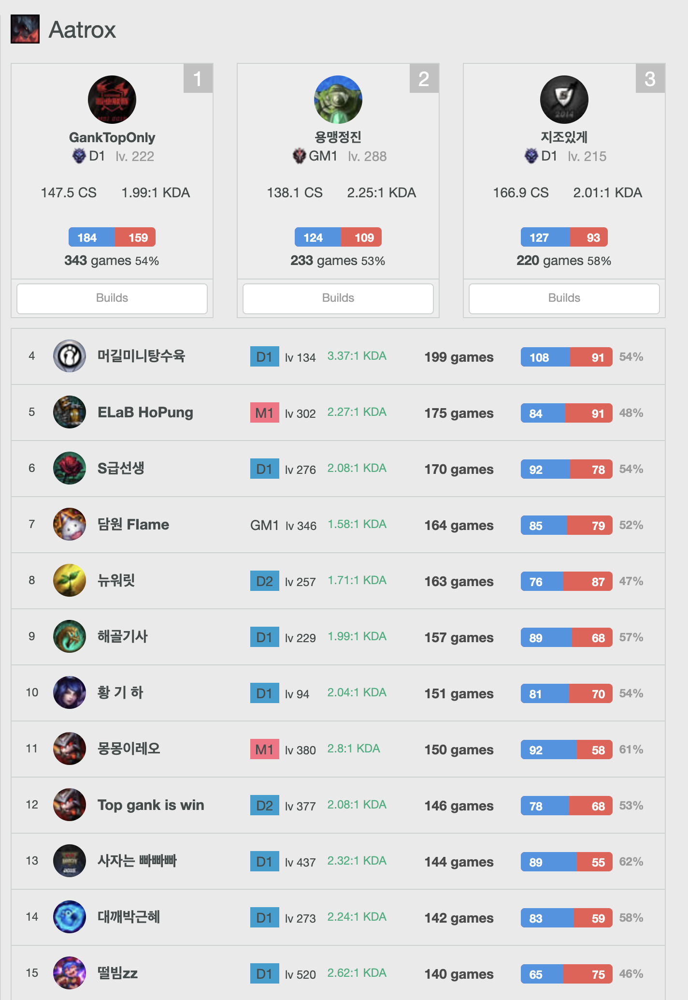 Aatrox
1
GankTopOnly
D1 lv. 222
147.5 CS 1.99:1 KDA
184 159
343 games 54%
Builds
2
용맹정진
GM1 lv. 288
138.1 CS 2.25:1 KDA
124 109
233 games 53%
Builds
3
2014
지조있게
D1 lv. 215
166.9 CS 2.01:1 KDA
127 93
220 games 58%
Builds
4 머길미니탕수육 D1 lv 134 3.37:1 KDA 199 games 108 91 54%
5 ELaB HoPung M1 lv 302 2.27:1 KDA 175 games 84 91 48%
6 S급선생 D1 lv 276 2.08:1 KDA 170 games 92 78 54%
7 담원 Flame GM1 lv 346 1.58:1 KDA 164 games 85 79 52%
8 뉴워릿 D2 lv 257 1.71:1 KDA 163 games 76 87 47%
9 해골기사 D1 lv 229 1.99:1 KDA 157 games 89 68 57%
10 황 기 하 D1 lv 94 2.04:1 KDA 151 games 81 70 54%
11 몽몽이레오 M1 lv 380 2.8:1 KDA 150 games 92 58 61%
12 Top gank is win D2 lv 377 2.08:1 KDA 146 games 78 68 53%
13 사자는 빠빠빠 D1 lv 437 2.32:1 KDA 144 games 89 55 62%
14 대깨박근혜 D1 lv 273 2.24:1 KDA 142 games 83 59 58%
15 떨빔zz D1 lv 520 2.62:1 KDA 140 games 65 75 46%